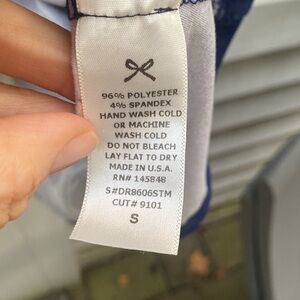 96% POLYESTER
4% SPANDEX
HAND WASH COLD
OR MACHINE
WASH COLD
DO NOT BLEACH
LAY FLAT TO DRY
MADE IN U.S.A.
RN# 145848
S#DR8606STM
CUT# 9101
S